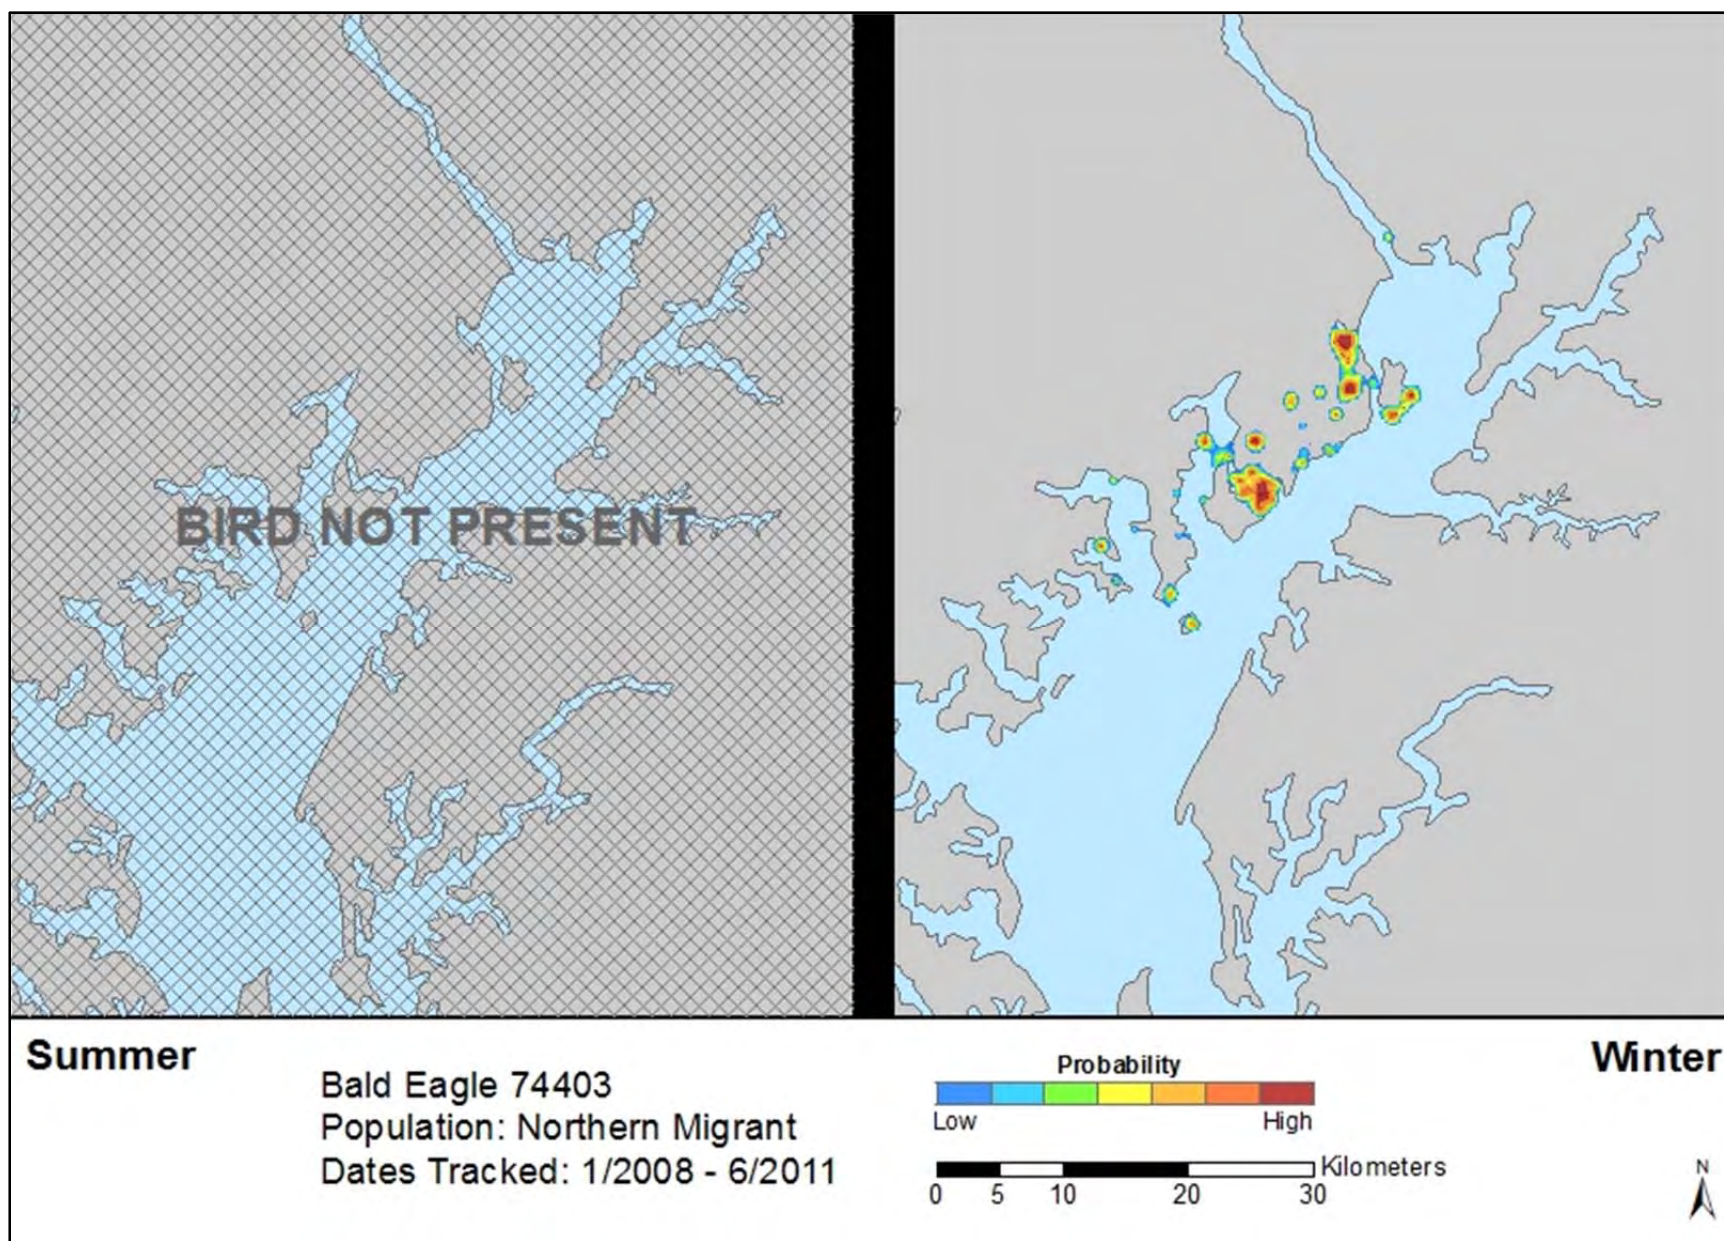 BIRD NOT PRESENT
Summer
Winter
Bald Eagle 74403
Population: Northern Migrant
Dates Tracked: 1/2008 - 6/2011
Probability
Low High
Kilometers
0 5 10 20 30
N